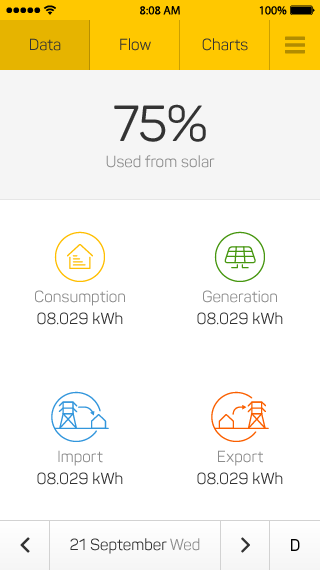 8:08 AM 100%
Data Flow Charts
75%
Used from solar
Consumption Generation
08.029 kWh 08.029 kWh
Import Export
08.029 kWh 08.029 kWh
21 September Wed D